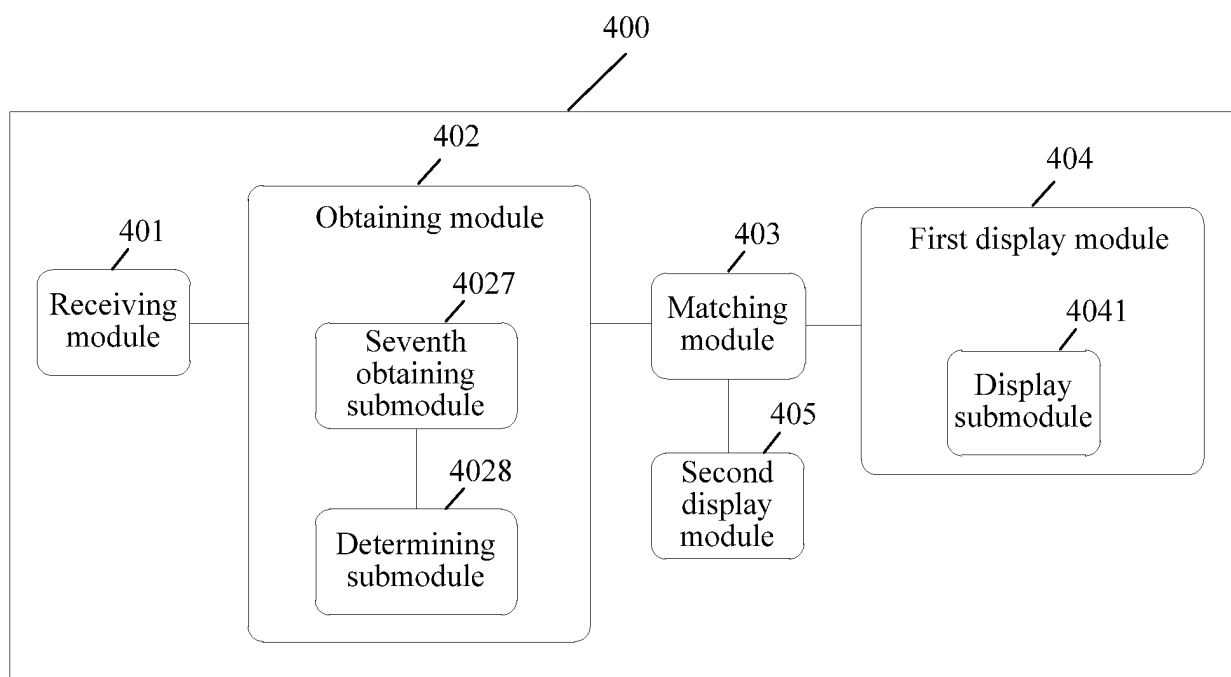 400
402
404
Obtaining module
First display module
401
403
Receiving
module
4027
Matching
module
4041
Seventh
obtaining
submodule
Display
submodule
405
4028
Second
display
module
Determining
submodule